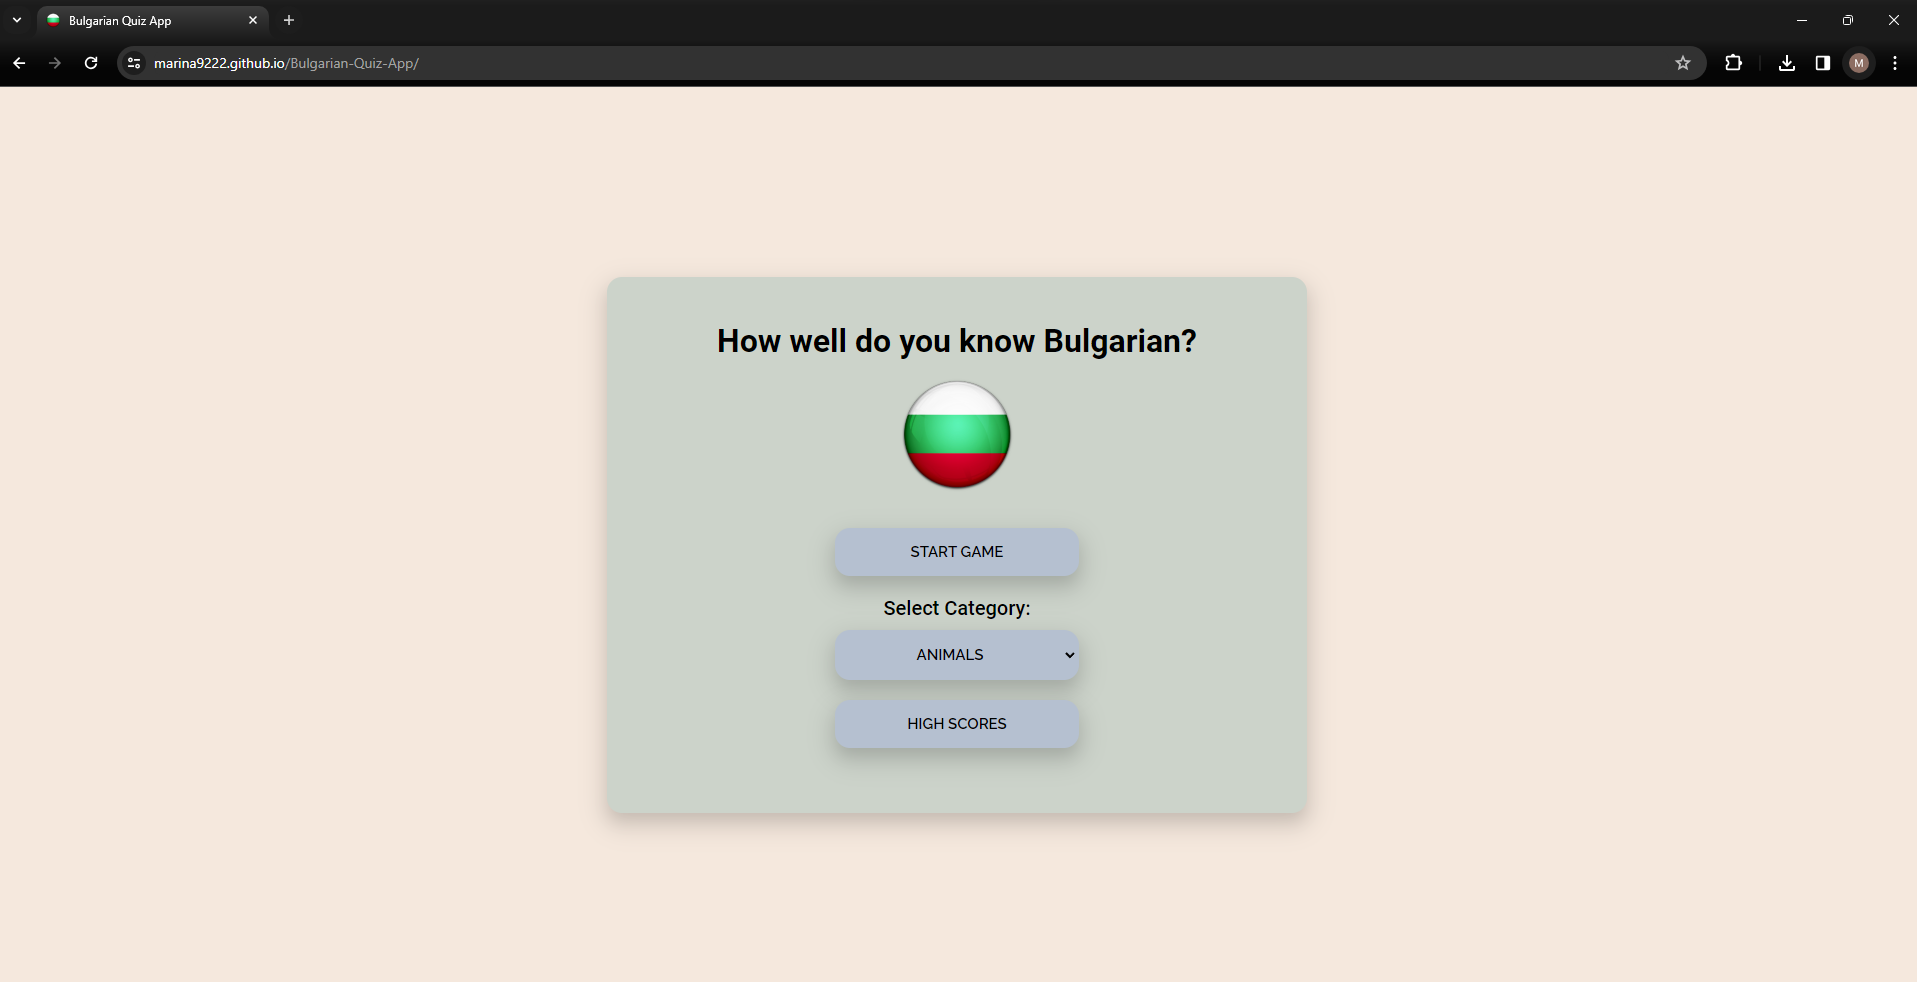 Bulgarian Quiz App
marina9222.github.io/Bulgarian-Quiz-App/
M
How well do you know Bulgarian?
START GAME
Select Category:
ANIMALS
HIGH SCORES